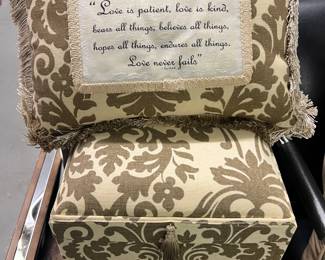 "Love is patient, love is kind,
bears all things, believes all things,
hopes all things, endures all things.
Love never fails"